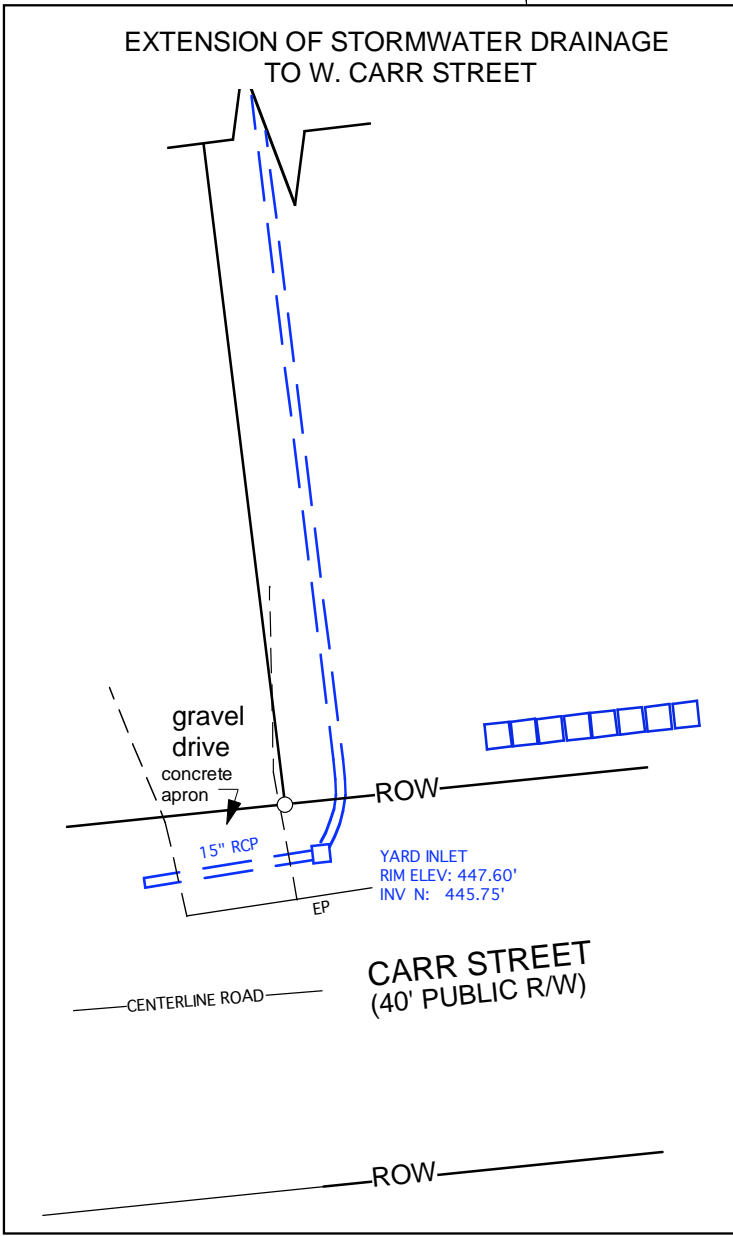 EXTENSION OF STORMWATER DRAINAGE
TO W. CARR STREET
gravel
drive
concrete
apron
ROW
15" RCP
YARD INLET
RIM ELEV: 447.60'
INV N: 445.75'
EP
CARR STREET
(40' PUBLIC R/W)
CENTERLINE ROAD
ROW